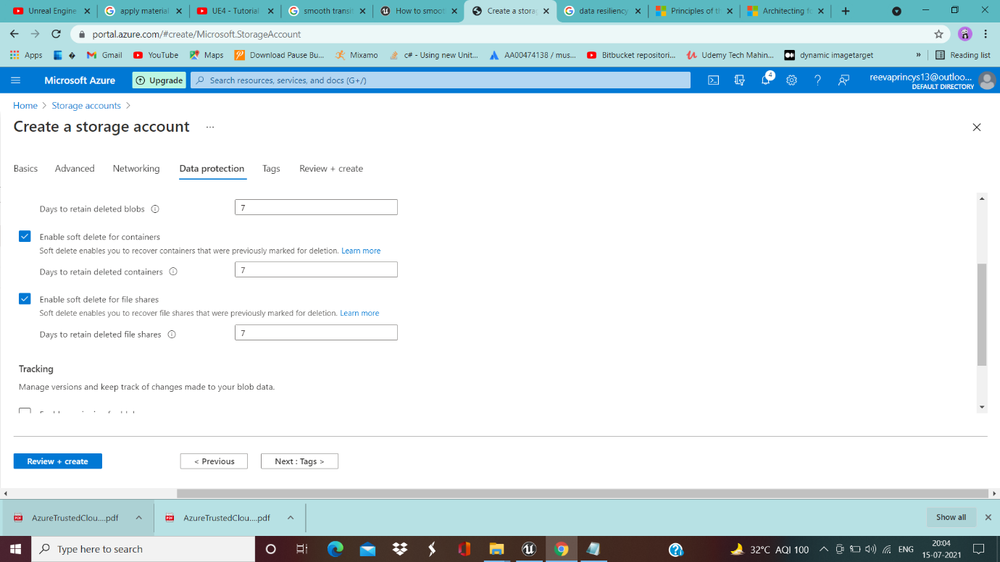 Unreal Engine
apply material
UE4 - Tutorial
smooth transit
How to smoot
Create a storag
data resiliency
Principles of th
Architecting fo
portal.azure.com/#create/Microsoft.StorageAccount
Apps
Gmail
YouTube
Maps
Download Pause Bu...
Mixamo
c# - Using new Unit...
AA00474138 / mus...
Bitbucket repositori...
Udemy Tech Mahin...
dynamic imagetarget
»
Reading list
Microsoft Azure
Upgrade
Search resources, services, and docs (G+/)
4
reevaprincys13@outloo...
DEFAULT DIRECTORY
Home > Storage accounts >
Create a storage account ...
Basics Advanced Networking Data protection Tags Review + create
Days to retain deleted blobs 7
Enable soft delete for containers
Soft delete enables you to recover containers that were previously marked for deletion. Learn more
Days to retain deleted containers 7
Enable soft delete for file shares
Soft delete enables you to recover file shares that were previously marked for deletion. Learn more
Days to retain deleted file shares 7
Tracking
Manage versions and keep track of changes made to your blob data.
Review + create
< Previous
Next : Tags >
AzureTrustedClou....pdf
AzureTrustedClou....pdf
Show all
Type here to search
32°C AQI 100
ENG
20:04
15-07-2021